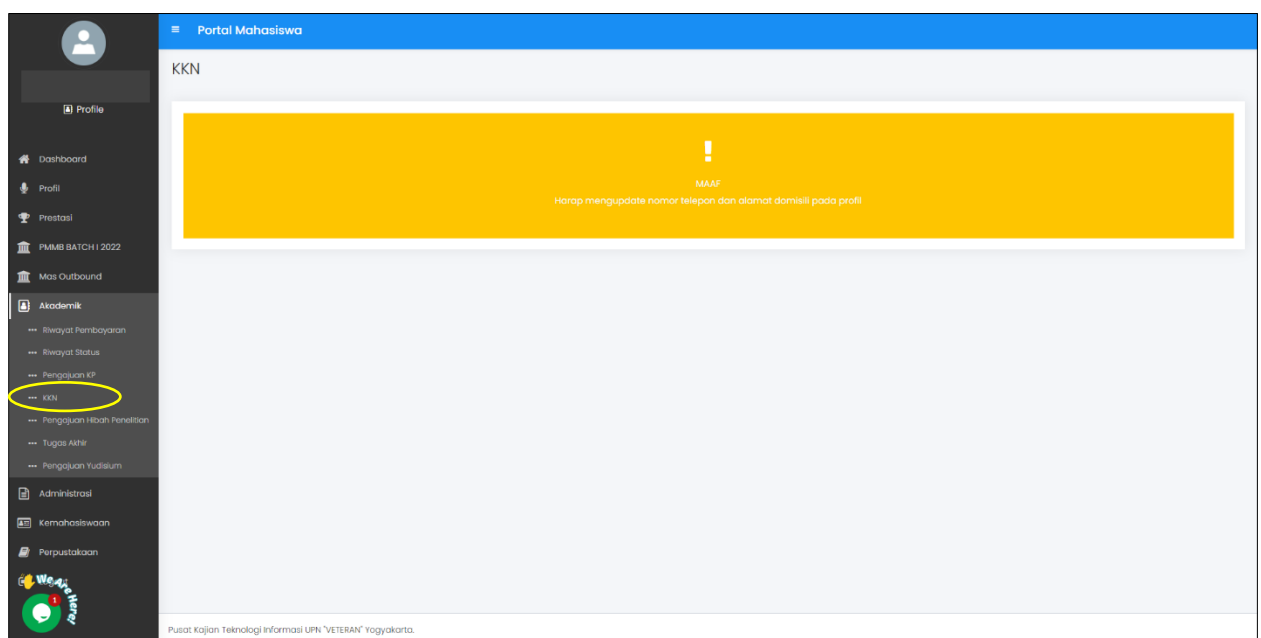 Portal Mahasiswa
KKN
Profile
Dashboard
Profil
Prestasi
PMMB BATCH I 2022
Mas Outbound
Akademik
Riwayat Pembayaran
Riwayat Status
Pengajuan KP
KKN
Pengajuan Hibah Penelitian
Tugas Akhir
Pengajuan Yudisium
Administrasi
Kemahasiswaan
Perpustakaan
We Are Here!
1
!
MAAF
Harap mengupdate nomor telepon dan alamat domisili pada profil
Pusat Kajian Teknologi Informasi UPN "VETERAN" Yogyakarta.